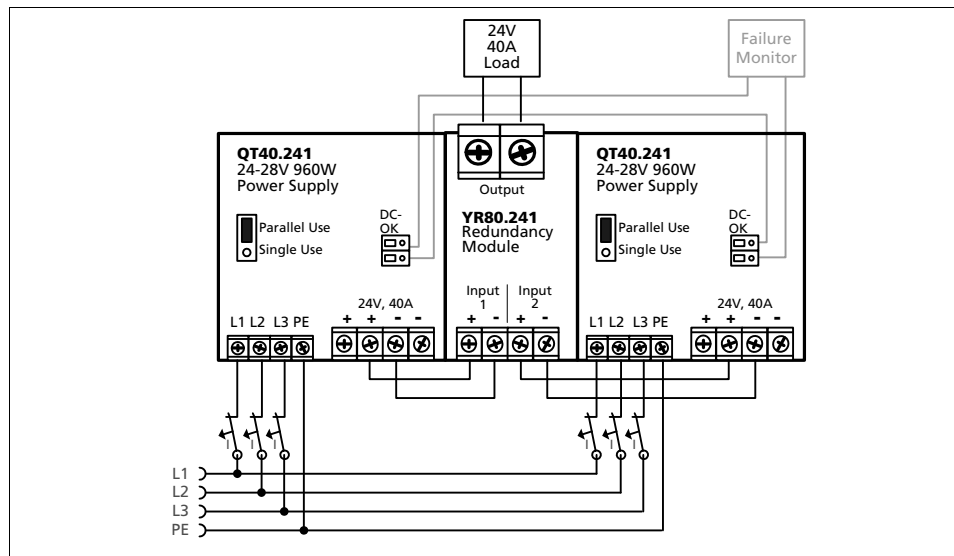 24V
40A
Load
Failure
Monitor
QT40.241
24-28V 960W
Power Supply
Parallel Use
Single Use
DC-
OK
24V, 40A
+ + - -
L1 L2 L3 PE
Output
YR80.241
Redundancy
Module
Input
1
Input
2
+ - + -
QT40.241
24-28V 960W
Power Supply
Parallel Use
Single Use
DC-
OK
24V, 40A
+ + - -
L1 L2 L3 PE
I I I
I I I
L1
L2
L3
PE